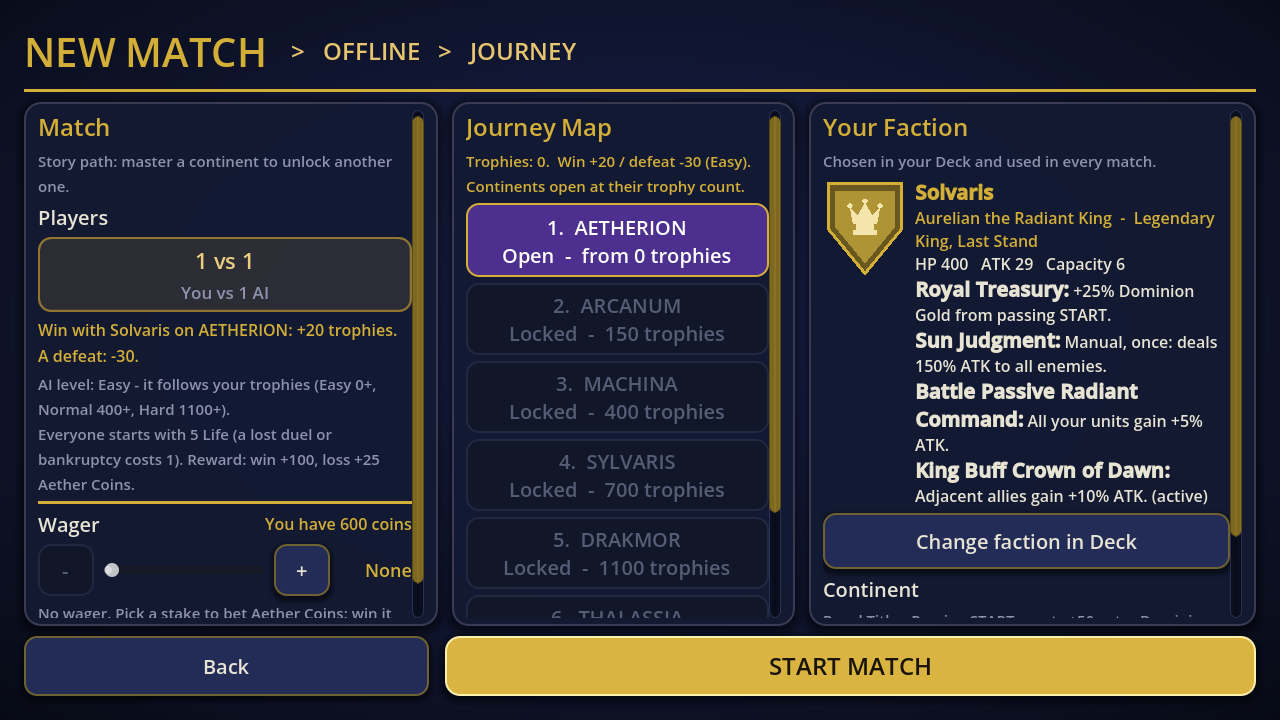 NEW MATCH > OFFLINE > JOURNEY
Match
Story path: master a continent to unlock another
one.
Players
1 vs 1
You vs 1 AI
Win with Solvaris on AETHERION: +20 trophies.
A defeat: -30.
AI level: Easy - it follows your trophies (Easy 0+,
Normal 400+, Hard 1100+).
Everyone starts with 5 Life (a lost duel or
bankruptcy costs 1). Reward: win +100, loss +25
Aether Coins.
Wager
You have 600 coins
-
+
None
No wager. Pick a stake to bet Aether Coins: win it
Journey Map
Trophies: 0. Win +20 / defeat -30 (Easy).
Continents open at their trophy count.
1. AETHERION
Open - from 0 trophies
2. ARCANUM
Locked - 150 trophies
3. MACHINA
Locked - 400 trophies
4. SYLVARIS
Locked - 700 trophies
5. DRAKMOR
Locked - 1100 trophies
6. THALASSIA
Your Faction
Chosen in your Deck and used in every match.
Solvaris
Aurelian the Radiant King - Legendary
King, Last Stand
HP 400 ATK 29 Capacity 6
Royal Treasury: +25% Dominion
Gold from passing START.
Sun Judgment: Manual, once: deals
150% ATK to all enemies.
Battle Passive Radiant
Command: All your units gain +5%
ATK.
King Buff Crown of Dawn:
Adjacent allies gain +10% ATK. (active)
Change faction in Deck
Continent
Back
START MATCH